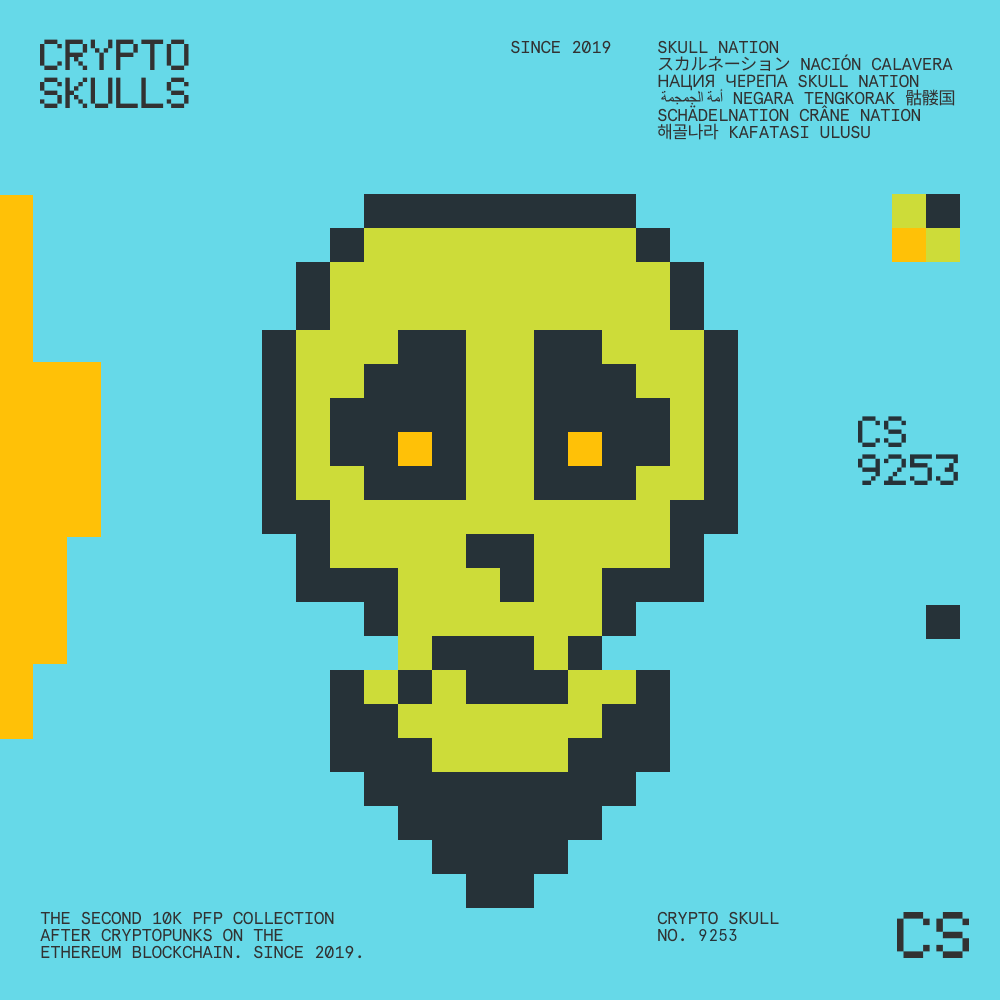 CRYPTO
SKULLS
SINCE 2019
SKULL NATION
スカルネーション NACIÓN CALAVERA
НАЦИЯ ЧЕРЕПА SKULL NATION
أمة الجمجمة NEGARA TENGKORAK 骷髅国
SCHÄDELNATION CRÂNE NATION
해골나라 KAFATASI ULUSU
CS
9253
THE SECOND 10K PFP COLLECTION
AFTER CRYPTOPUNKS ON THE
ETHEREUM BLOCKCHAIN. SINCE 2019.
CRYPTO SKULL
NO. 9253
CS